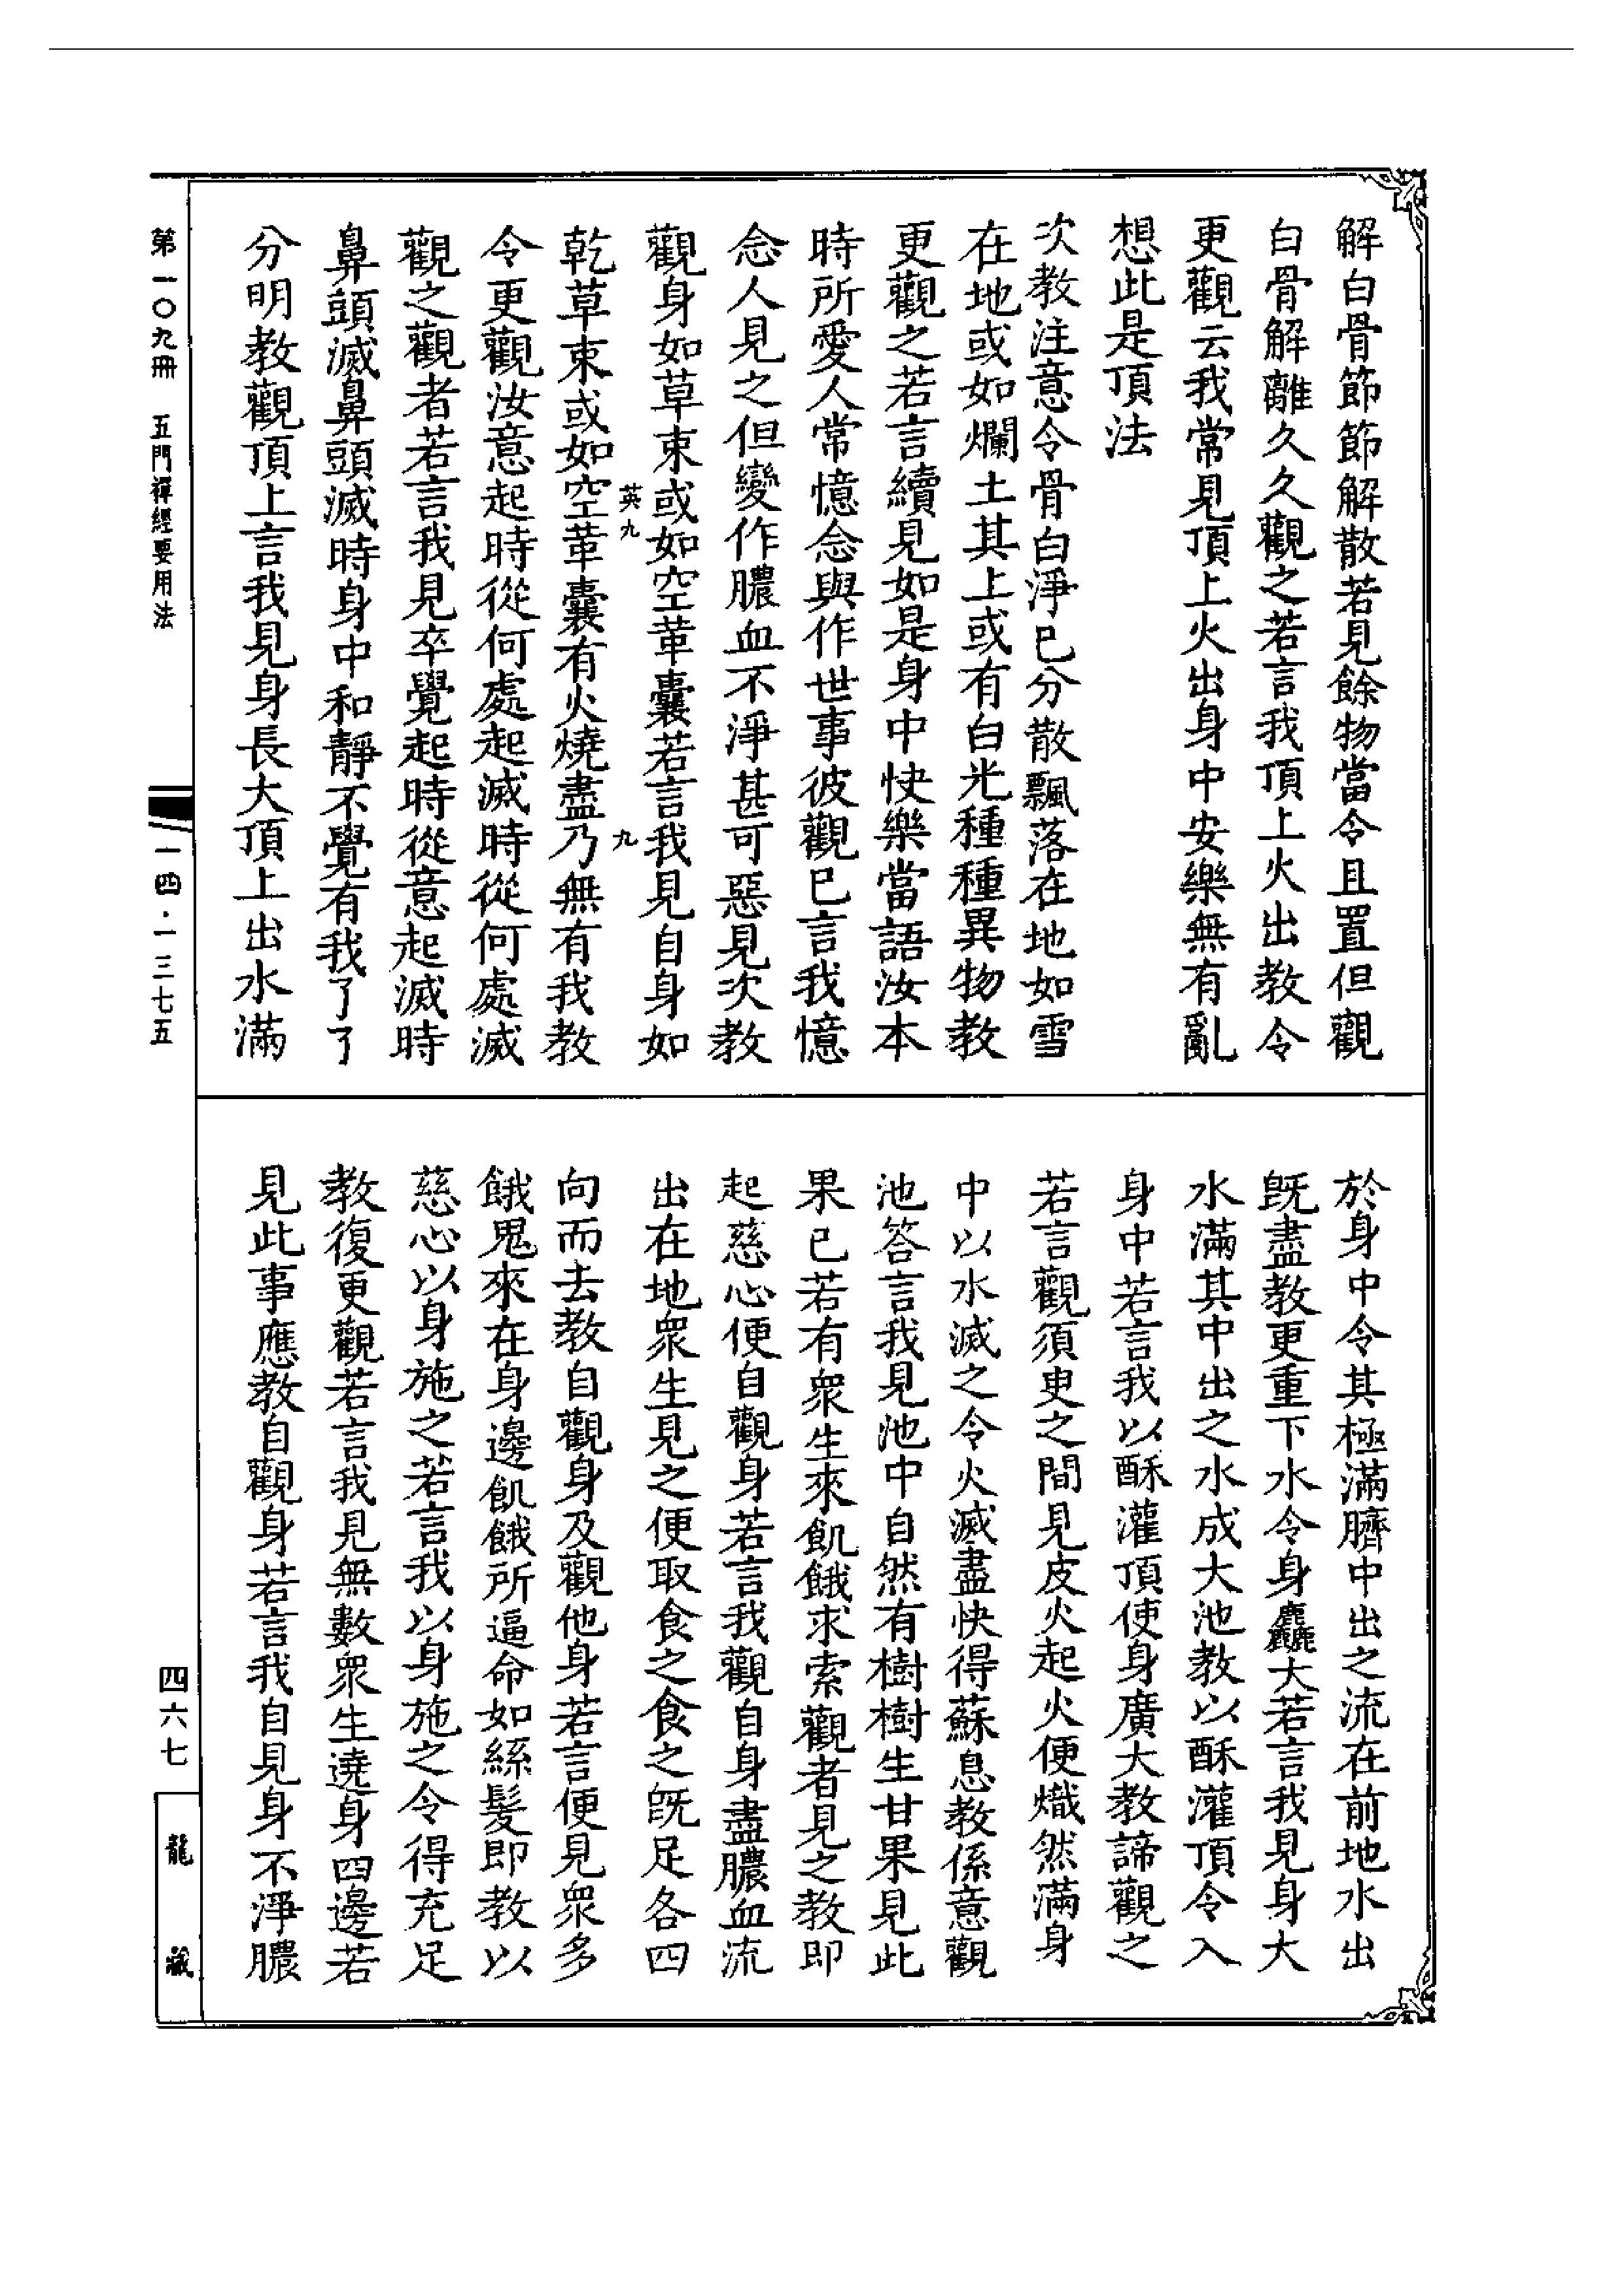 解白骨節節解散若見餘物當令且置但觀
白骨解離久久觀之若言我頂上火出教令
更觀云我常見頂上火出身中安樂無有亂
想此是頂法
次教注意令骨白淨已分散飄落在地如雪
在地或如爛土其上或有白光種種異物教
更觀之若言續見如是身中快樂當語汝本
時所愛人常憶念與作世事彼觀已言我憶
念人見之但變作膿血不淨甚可惡見次教
觀身如草束或如空葦囊若言我見自身如
英九
九
乾草束或如空葦囊有火燒盡乃無有我教
令更觀汝意起時從何處起滅時從何處滅
觀之觀者若言我見卒覺起時從意起滅時
鼻頭滅鼻頭滅時身中和靜不覺有我了了
分明教觀頂上言我見身長大頂上出水滿
於身中令其極滿臍中出之流在前地水出
旣盡教更重下水令身麤大若言我見身大
水滿其中出之水成大池教以酥灌頂令入
身中若言我以酥灌頂使身廣大教諦觀之
若言觀須臾之間見皮火起火便熾然滿身
中以水滅之令火滅盡快得蘇息教係意觀
池答言我見池中自然有樹樹生甘果見此
果已若有衆生來飢餓求索觀者見之教即
起慈心便自觀身若言我觀自身盡膿血流
出在地衆生見之便取食之食之旣足各四
向而去教自觀身及觀他身若言便見衆多
餓鬼來在身邊飢餓所逼命如絲髮即教以
慈心以身施之若言我以身施之令得充足
教復更觀若言我見無數衆生遶身四邊若
見此事應教自觀身若言我自見身不淨膿
第一〇九冊 五門禪經要用法
一四·一三七五
四六七
龍藏